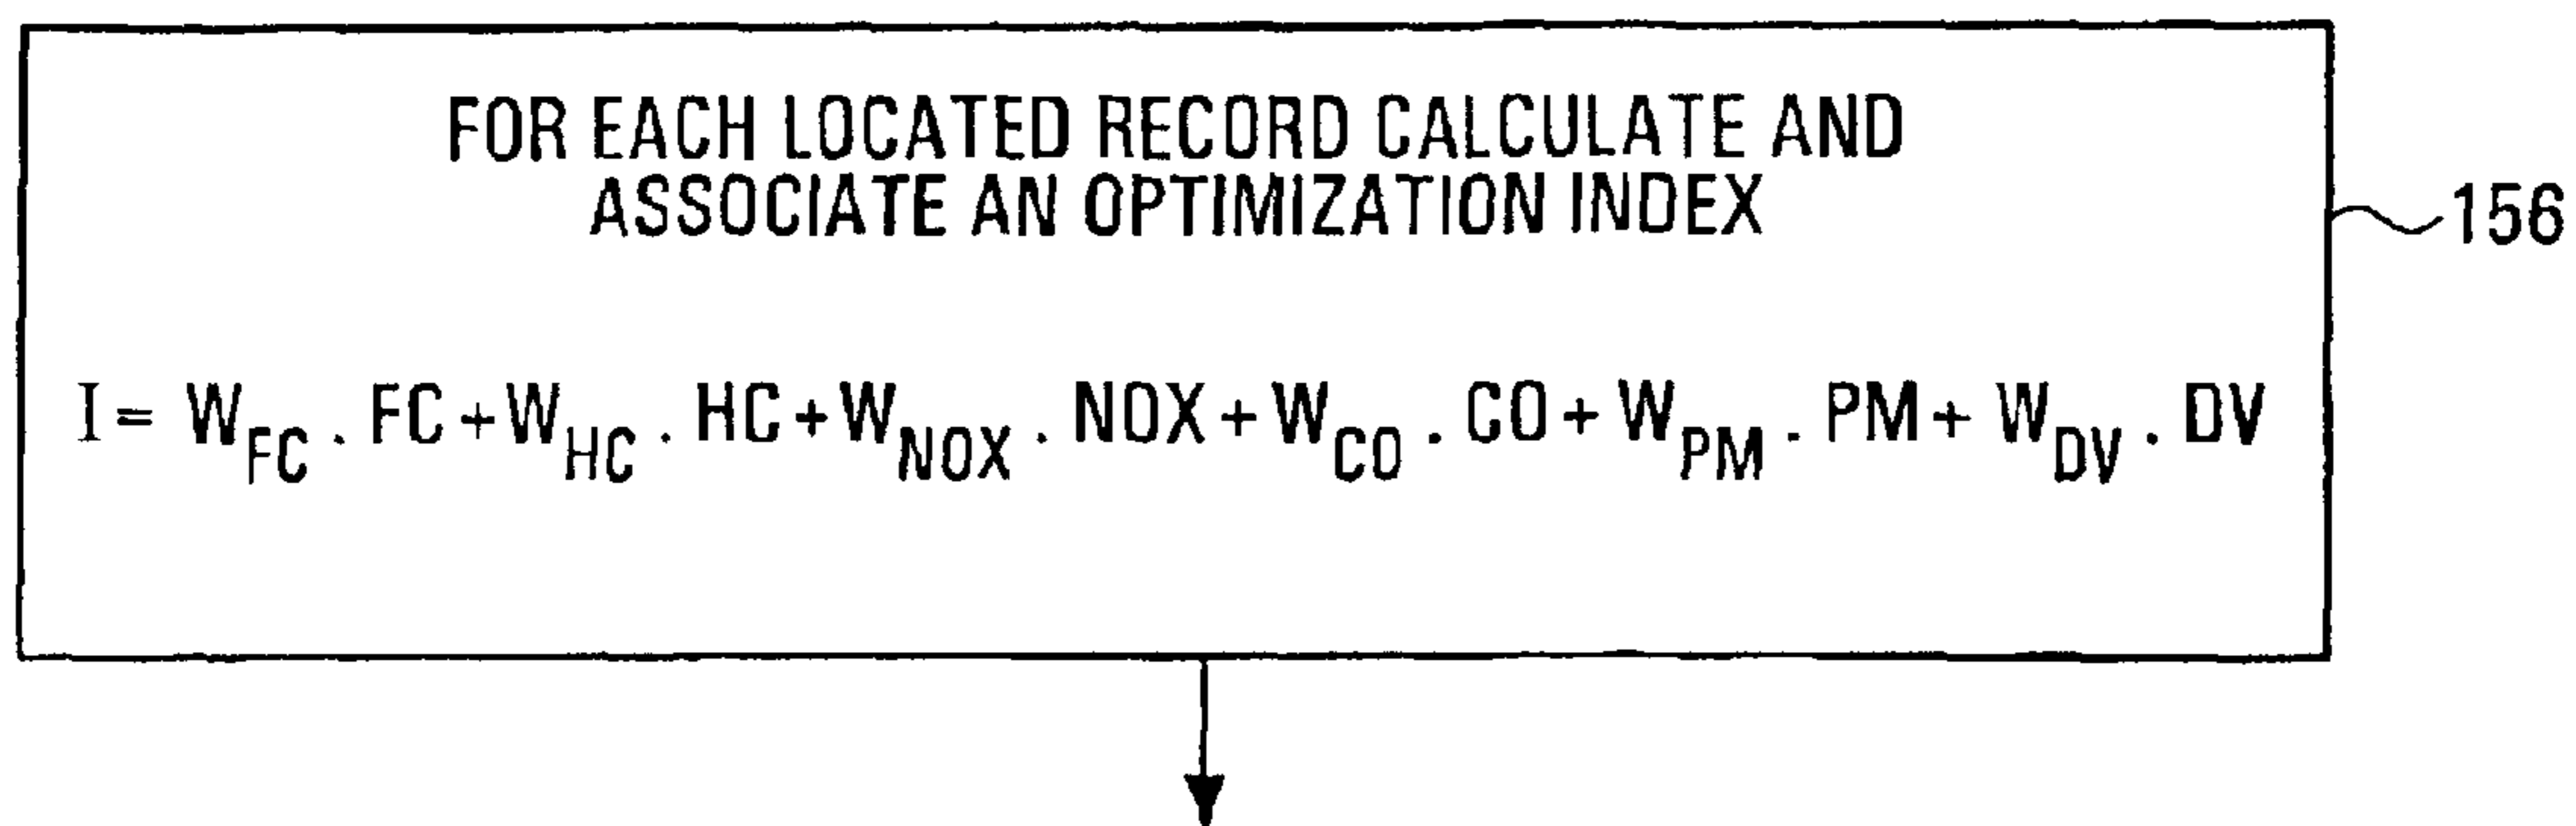 FOR EACH LOCATED RECORD CALCULATE AND
ASSOCIATE AN OPTIMIZATION INDEX
156
I = W_FC . FC + W_HC . HC + W_NOX . NOX + W_CO . CO + W_PM . PM + W_DV . DV